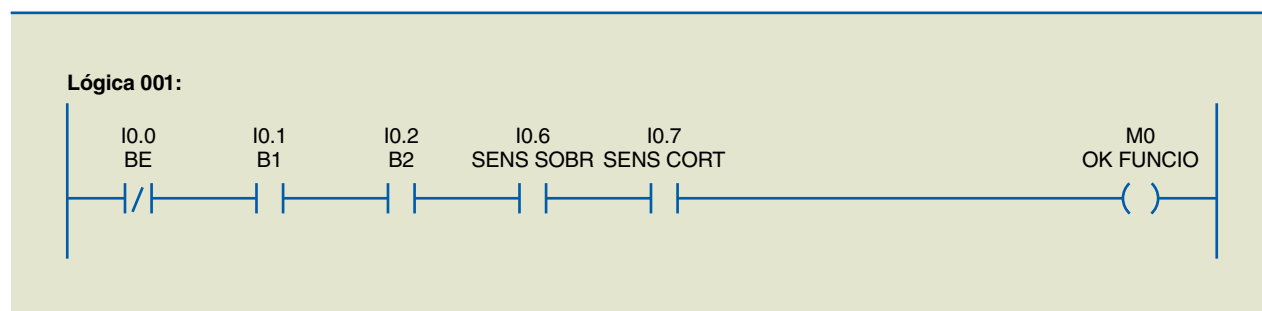 Lógica 001:
I0.0 I0.1 I0.2 I0.6 I0.7 M0
BE B1 B2 SENS SOBR SENS CORT OK FUNCIO